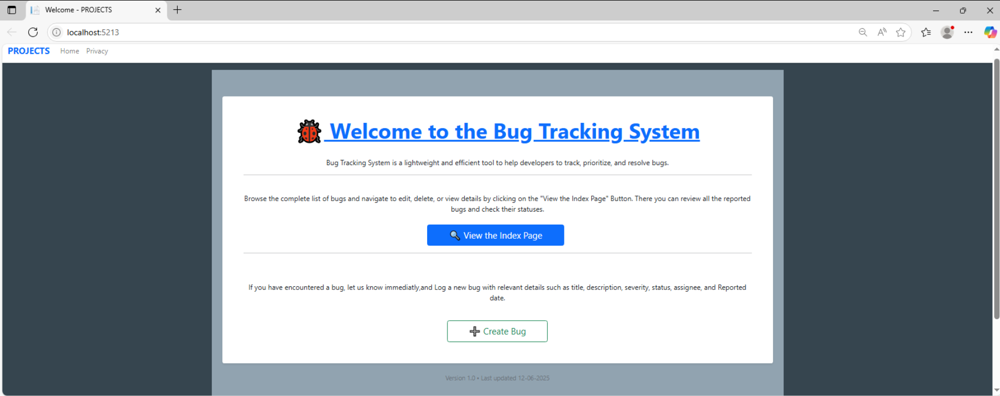 Welcome - PROJECTS
localhost:5213
PROJECTS Home Privacy
Welcome to the Bug Tracking System
Bug Tracking System is a lightweight and efficient tool to help developers to track, prioritize, and resolve bugs.
Browse the complete list of bugs and navigate to edit, delete, or view details by clicking on the "View the Index Page" Button. There you can review all the reported
bugs and check their statuses.
View the Index Page
If you have encountered a bug, let us know immediatly,and Log a new bug with relevant details such as title, description, severity, status, assignee, and Reported
date.
Create Bug
Version 1.0 • Last updated 12-06-2025